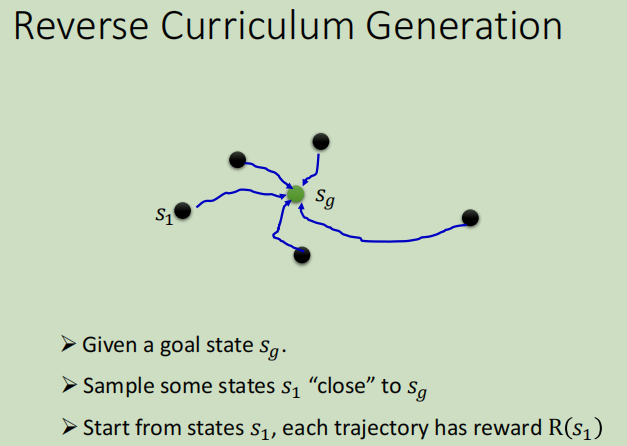 Reverse Curriculum Generation
s_g
s_1
➢ Given a goal state s_g.
➢ Sample some states s_1 “close” to s_g
➢ Start from states s_1, each trajectory has reward R(s_1)